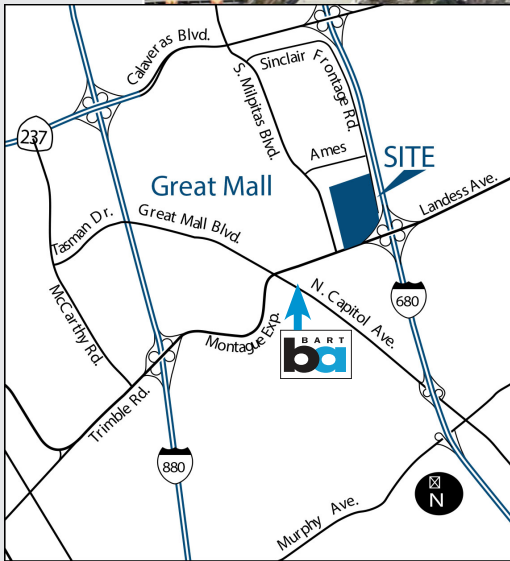 Calaveras Blvd.
Sinclair Frontage Rd.
S. Milpitas Blvd.
237
Ames
SITE
Great Mall
Landess Ave.
Tasman Dr.
Great Mall Blvd.
McCarthy Rd.
N. Capitol Ave.
680
Montague Exp.
BART
ba
Trimble Rd.
880
N
Murphy Ave.